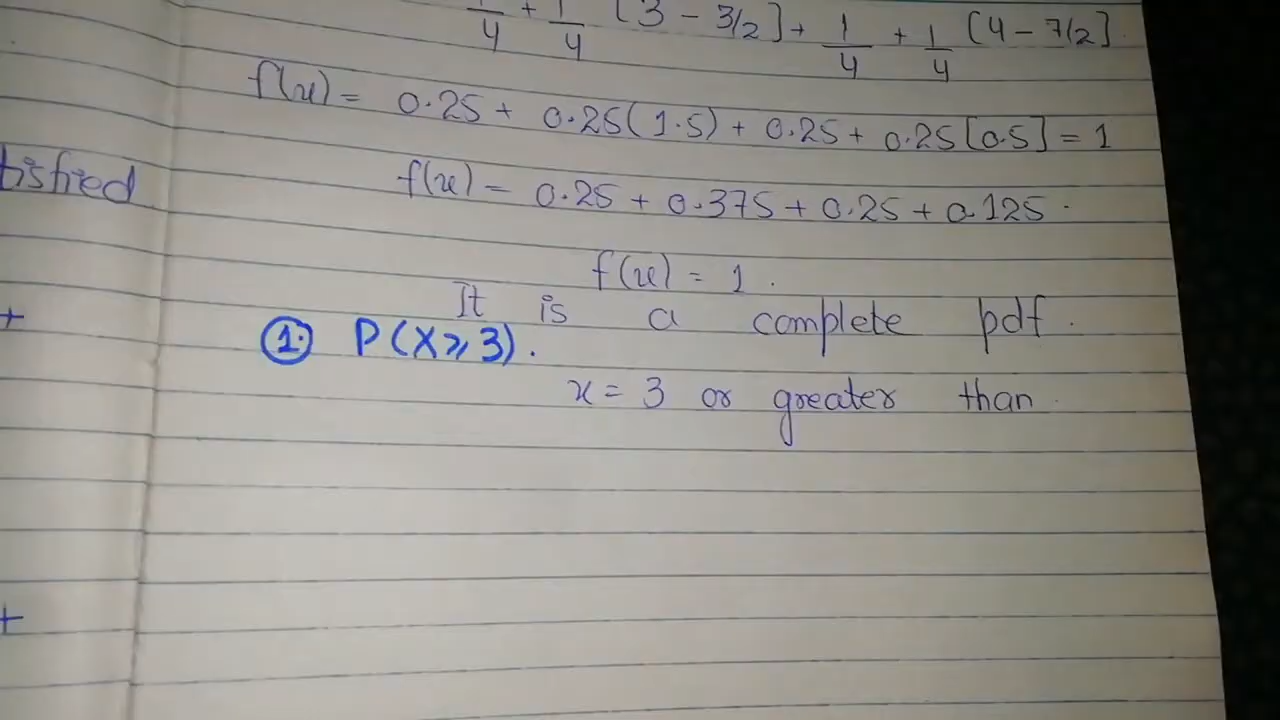 1/4 + 1/4 [3 - 3/2] + 1/4 + 1/4 [4 - 7/2]
f(x) = 0.25 + 0.25(1.5) + 0.25 + 0.25[0.5] = 1
tisfied
f(x) = 0.25 + 0.375 + 0.25 + 0.125.
f(x) = 1.
It is a complete pdf.
+
1. P(X ⩾ 3).
x = 3 or greater than
+